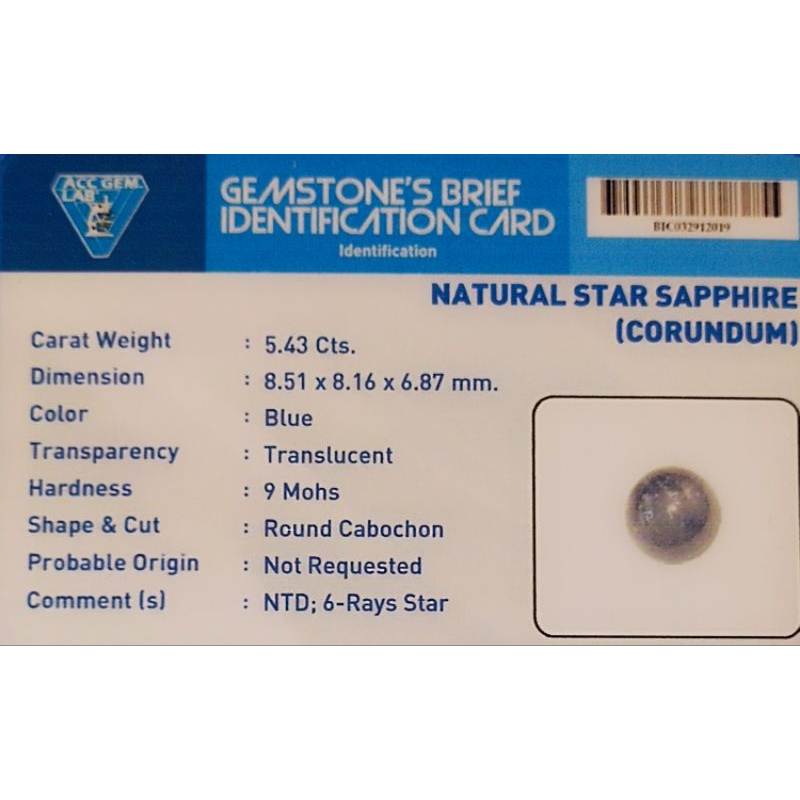 ACC GEM.
LAB
GEMSTONE'S BRIEF
IDENTIFICATION CARD
Identification
BIC032912019
NATURAL STAR SAPPHIRE
(CORUNDUM)
Carat Weight : 5.43 Cts.
Dimension : 8.51 x 8.16 x 6.87 mm.
Color : Blue
Transparency : Translucent
Hardness : 9 Mohs
Shape & Cut : Round Cabochon
Probable Origin : Not Requested
Comment (s) : NTD; 6-Rays Star